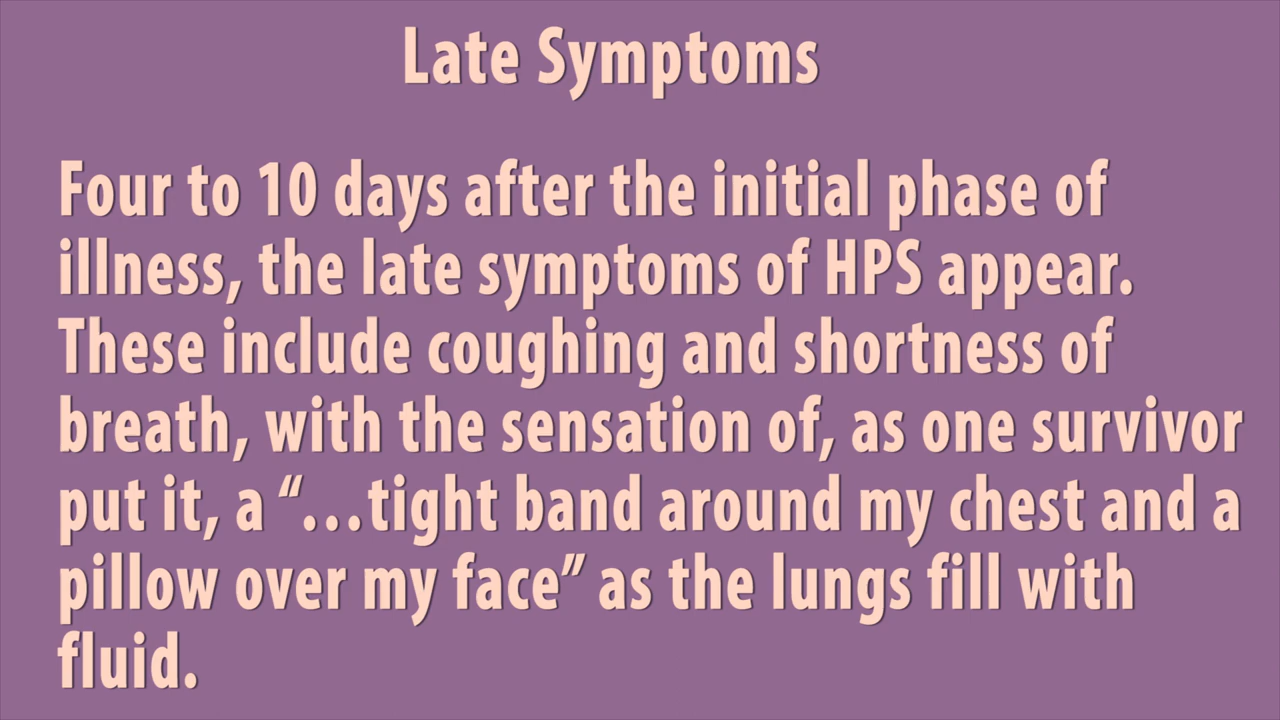 Late Symptoms
Four to 10 days after the initial phase of
illness, the late symptoms of HPS appear.
These include coughing and shortness of
breath, with the sensation of, as one survivor
put it, a “…tight band around my chest and a
pillow over my face” as the lungs fill with
fluid.